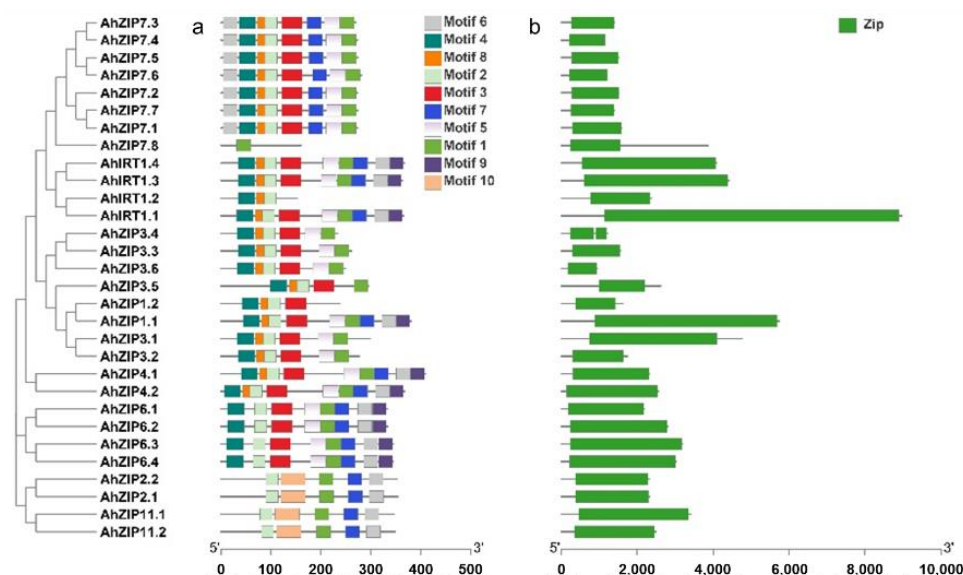 a
b
AhZIP7.3
AhZIP7.4
AhZIP7.5
AhZIP7.6
AhZIP7.2
AhZIP7.7
AhZIP7.1
AhZIP7.8
AhIRT1.4
AhIRT1.3
AhIRT1.2
AhIRT1.1
AhZIP3.4
AhZIP3.3
AhZIP3.6
AhZIP3.5
AhZIP1.2
AhZIP1.1
AhZIP3.1
AhZIP3.2
AhZIP4.1
AhZIP4.2
AhZIP6.1
AhZIP6.2
AhZIP6.3
AhZIP6.4
AhZIP2.2
AhZIP2.1
AhZIP11.1
AhZIP11.2
Motif 6
Motif 4
Motif 8
Motif 2
Motif 3
Motif 7
Motif 5
Motif 1
Motif 9
Motif 10
Zip
5' 3'
0 100 200 300 400 500
5' 3'
0 2,000 4,000 6,000 8,000 10,000